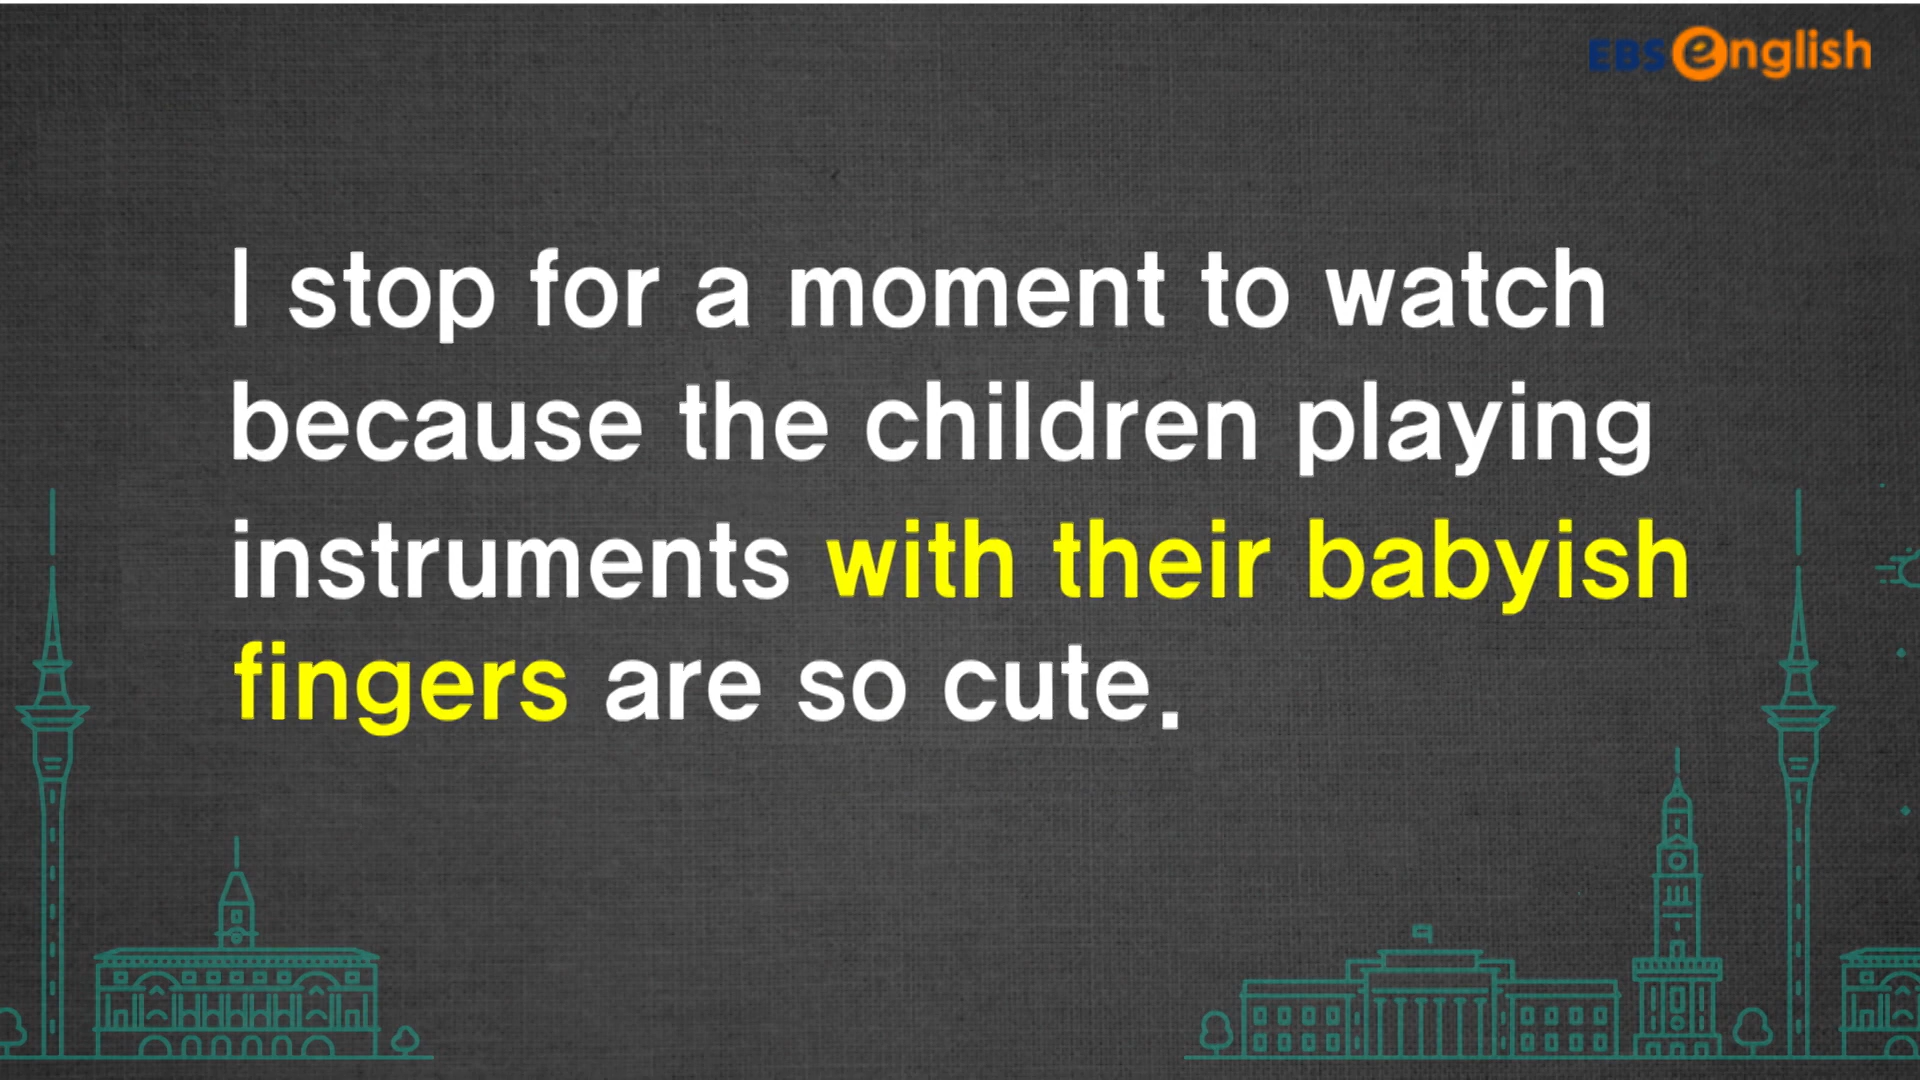 EBS english
I stop for a moment to watch
because the children playing
instruments with their babyish
fingers are so cute.